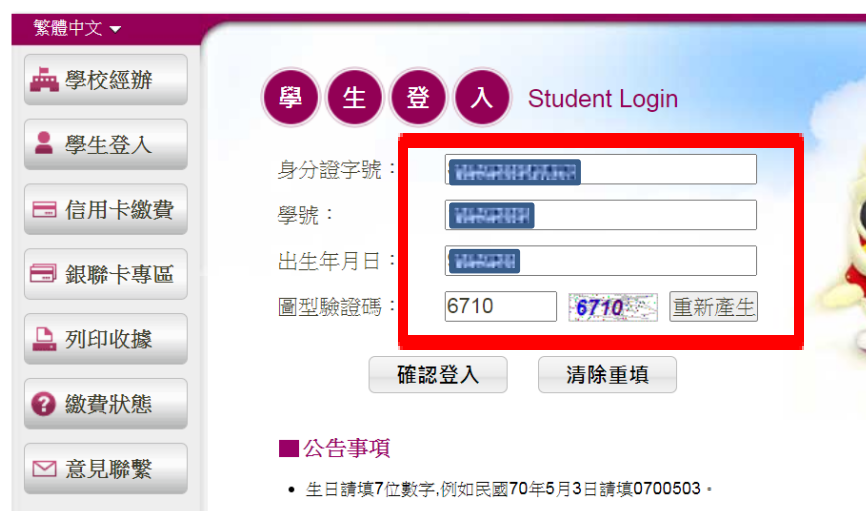 繁體中文
學校經辦
學生登入
信用卡繳費
銀聯卡專區
列印收據
繳費狀態
意見聯繫
學生登入 Student Login
身分證字號：
學號：
出生年月日：
圖型驗證碼： 6710 6710 重新產生
確認登入 清除重填
公告事項
• 生日請填7位數字,例如民國70年5月3日請填0700503。